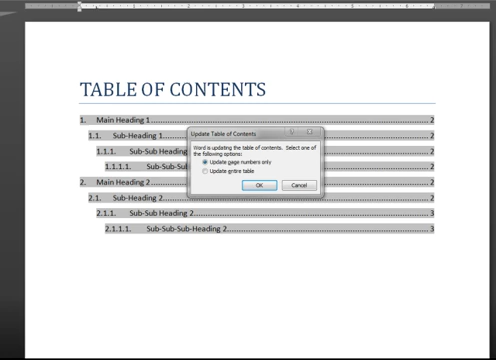 TABLE OF CONTENTS
1. Main Heading 1 2
1.1. Sub-Heading 1 2
1.1.1. Sub-Sub Heading 2
1.1.1.1. Sub-Sub-Sub 2
2. Main Heading 2 2
2.1. Sub-Heading 2 2
2.1.1. Sub-Sub Heading 2 3
2.1.1.1. Sub-Sub-Sub-Heading 2 3
Update Table of Contents
Word is updating the table of contents. Select one of
the following options:
Update page numbers only
Update entire table
OK Cancel